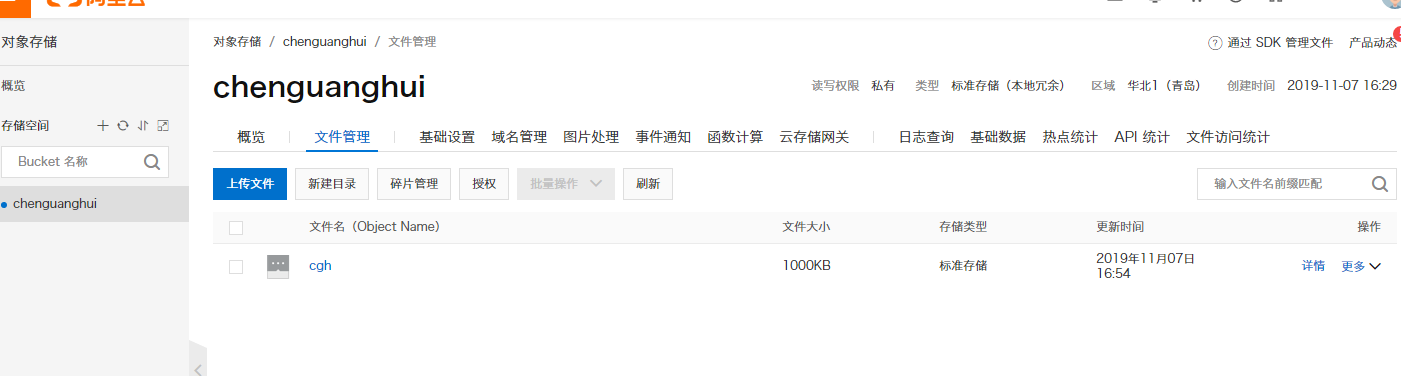 对象存储
对象存储 / chenguanghui / 文件管理
? 通过 SDK 管理文件 产品动态
概览
chenguanghui
读写权限 私有 类型 标准存储（本地冗余） 区域 华北1（青岛） 创建时间 2019-11-07 16:29
存储空间
概览 文件管理 基础设置 域名管理 图片处理 事件通知 函数计算 云存储网关 日志查询 基础数据 热点统计 API 统计 文件访问统计
Bucket 名称
上传文件 新建目录 碎片管理 授权 批量操作 刷新 输入文件名前缀匹配
chenguanghui
文件名（Object Name） 文件大小 存储类型 更新时间 操作
cgh 1000KB 标准存储 2019年11月07日 详情 更多
16:54